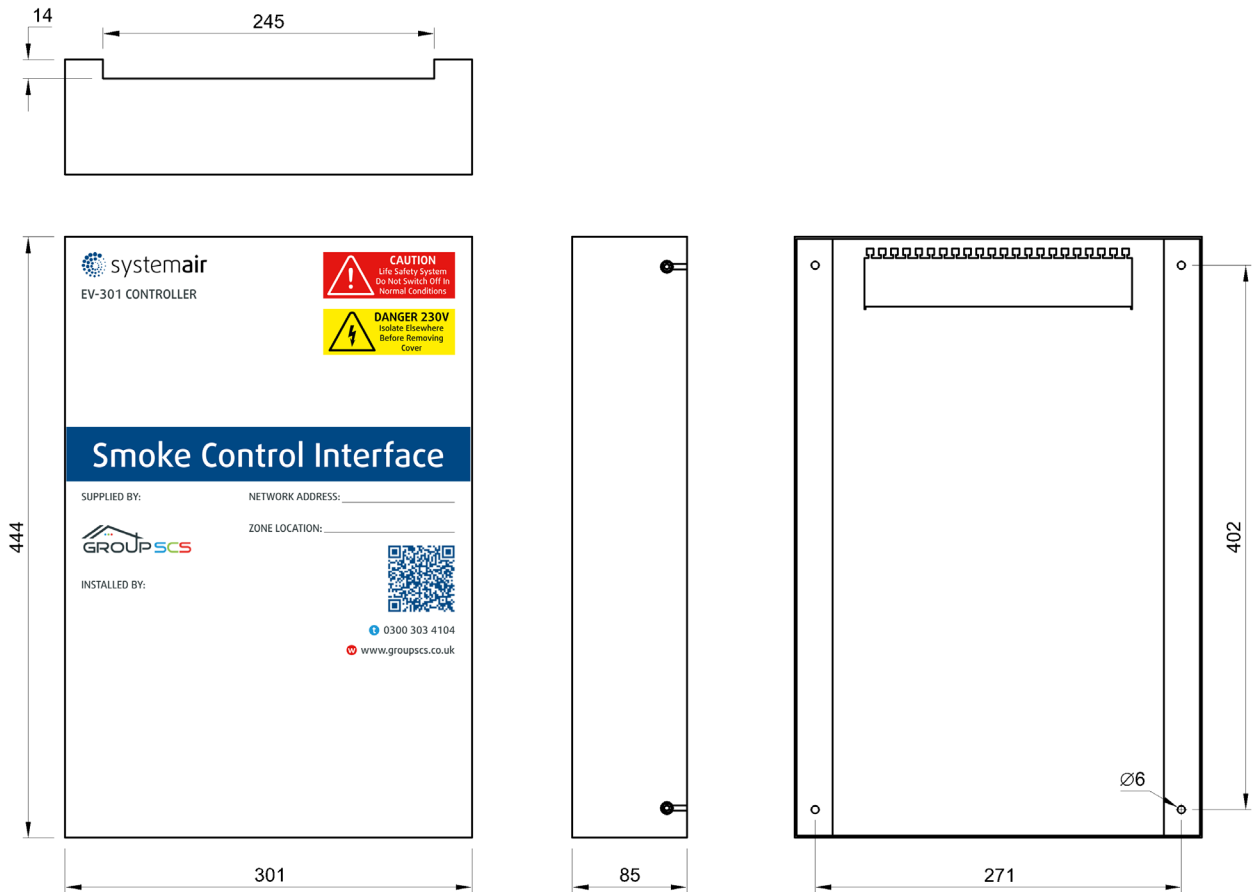 14
245
systemair
EV-301 CONTROLLER
CAUTION
Life Safety System
Do Not Switch Off In
Normal Conditions
DANGER 230V
Isolate Elsewhere
Before Removing
Cover
Smoke Control Interface
SUPPLIED BY:
NETWORK ADDRESS:
ZONE LOCATION:
GROUP SCS
INSTALLED BY:
t 0300 303 4104
w www.groupscs.co.uk
444
402
Ø6
301
85
271